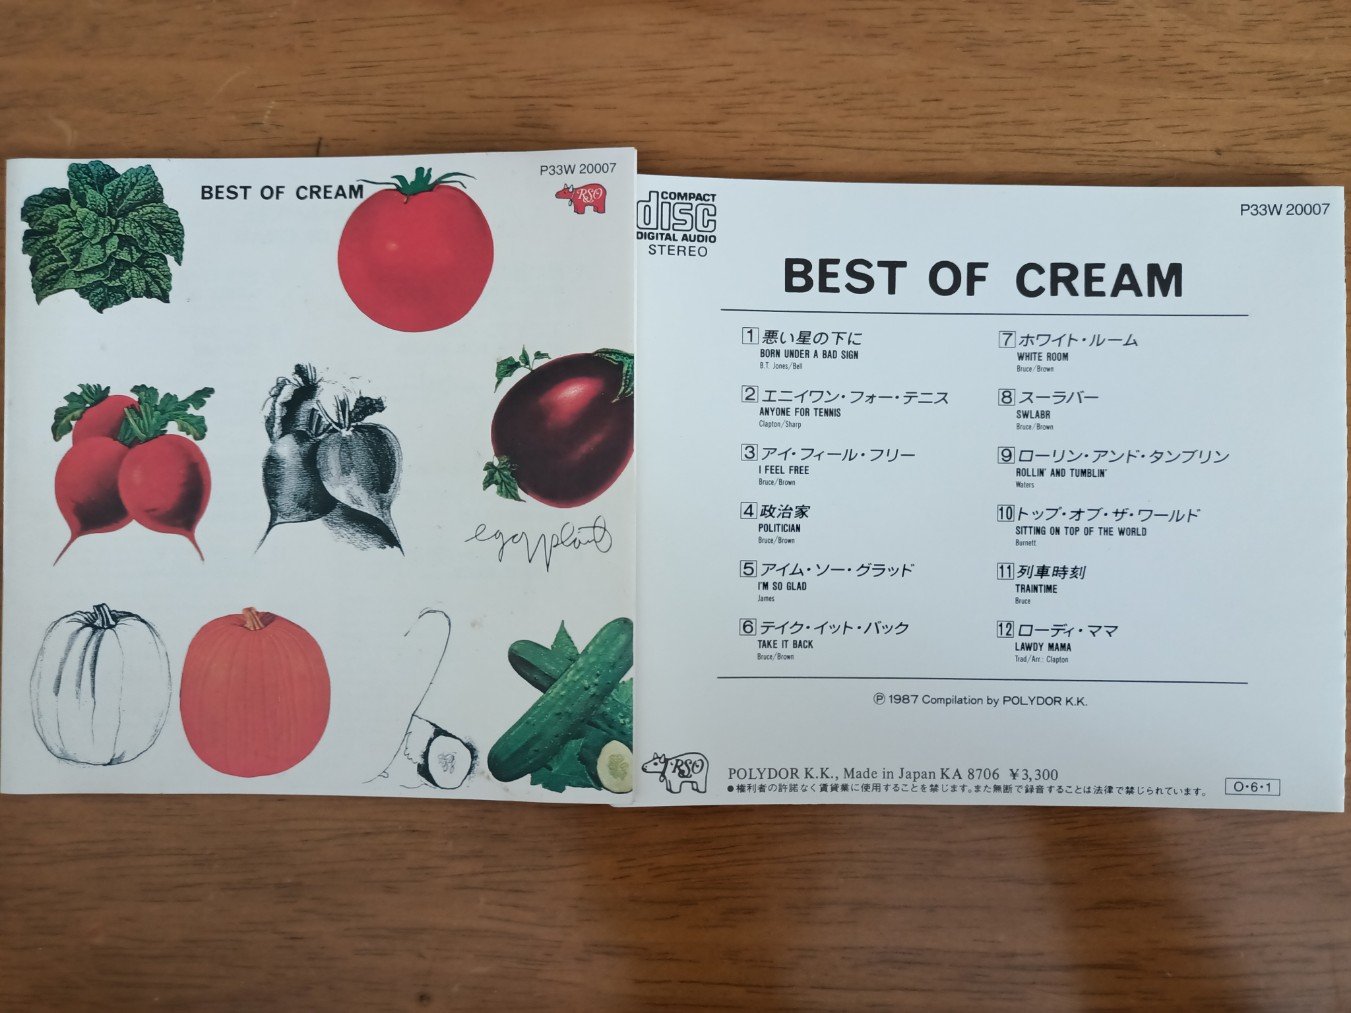 P33W 20007
BEST OF CREAM
RSO
eggplant
COMPACT
disc
DIGITAL AUDIO
STEREO
P33W 20007
BEST OF CREAM
1 悪い星の下に
BORN UNDER A BAD SIGN
B.T. Jones/Bell
2 エニイワン・フォー・テニス
ANYONE FOR TENNIS
Clapton/Sharp
3 アイ・フィール・フリー
I FEEL FREE
Bruce/Brown
4 政治家
POLITICIAN
Bruce/Brown
5 アイム・ソー・グラッド
I'M SO GLAD
James
6 テイク・イット・バック
TAKE IT BACK
Bruce/Brown
7 ホワイト・ルーム
WHITE ROOM
Bruce/Brown
8 スーラバー
SWLABR
Bruce/Brown
9 ローリン・アンド・タンブリン
ROLLIN' AND TUMBLIN'
Waters
10 トップ・オブ・ザ・ワールド
SITTING ON TOP OF THE WORLD
Burnett
11 列車時刻
TRAINTIME
Bruce
12 ローディ・ママ
LAWDY MAMA
Trad/Arr: Clapton
Ⓟ 1987 Compilation by POLYDOR K.K.
RSO
POLYDOR K.K., Made in Japan KA 8706 ¥3,300
●権利者の許諾なく賃貸業に使用することを禁じます。また無断で録音することは法律で禁じられています。
O・6・1